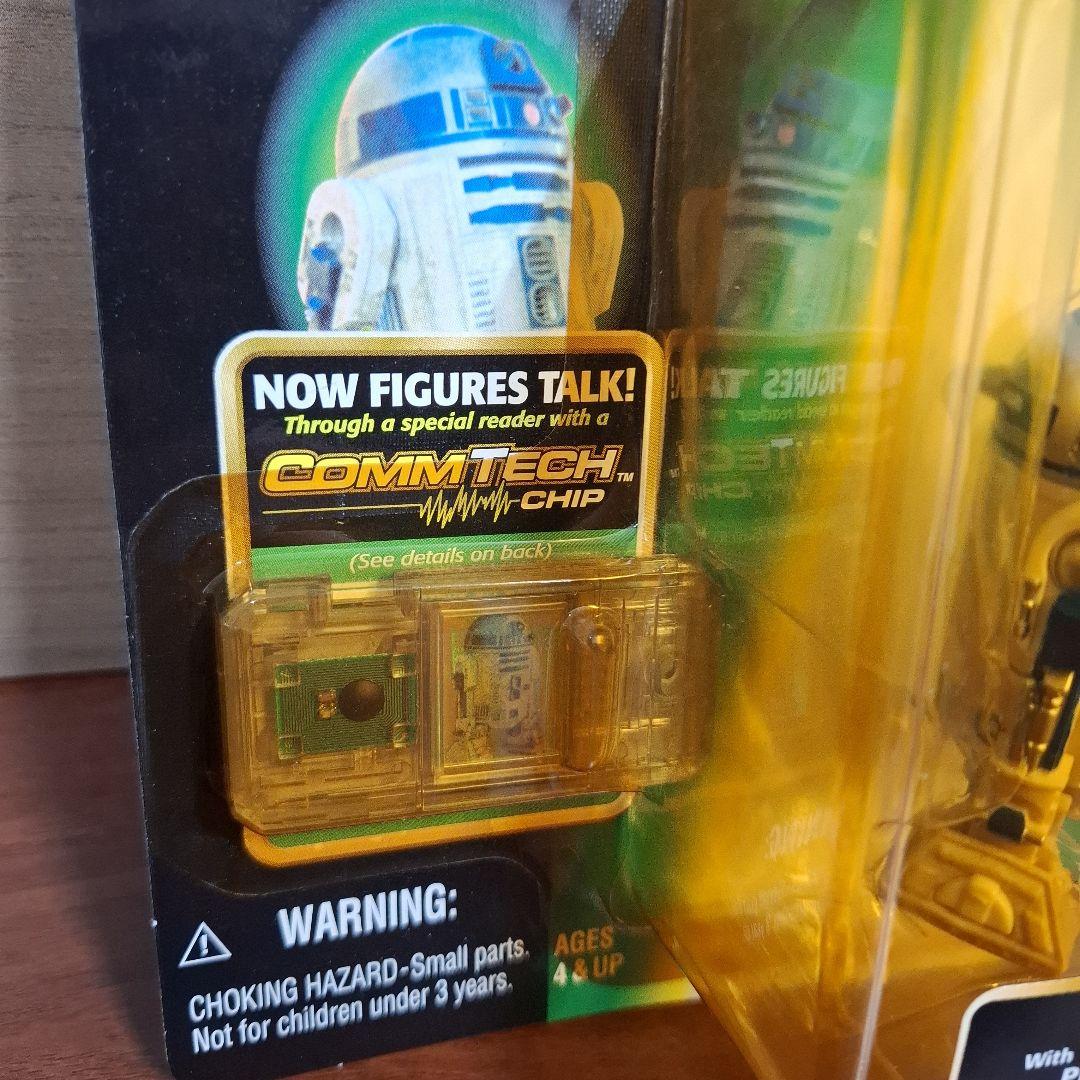 NOW FIGURES TALK!
Through a special reader with a
COMMTECH™
CHIP
(See details on back)
WARNING:
CHOKING HAZARD-Small parts.
Not for children under 3 years.
AGES
4 & UP
With